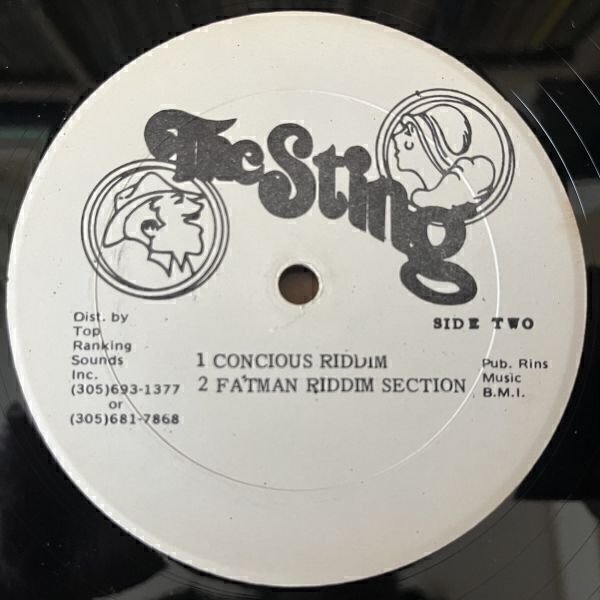 The Sting
SIDE TWO
Dist. by
Top
Ranking
Sounds
Inc.
(305)693-1377
or
(305)681-7868
1 CONCIOUS RIDDIM
2 FATMAN RIDDIM SECTION
Pub. Rins
Music
B.M.I.